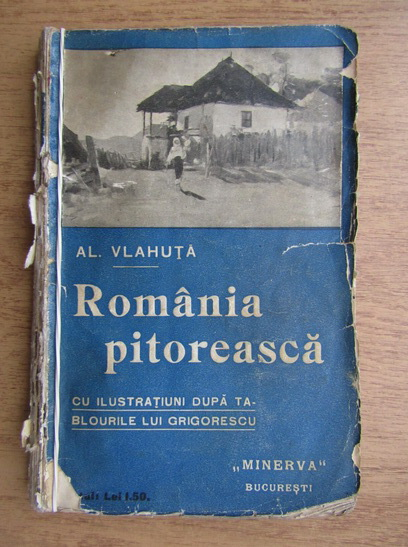 AL. VLAHUȚĂ
România
pitorească
CU ILUSTRAȚIUNI DUPĂ TA-
BLOURILE LUI GRIGORESCU
„MINERVA“
BUCUREȘTI
Lei 1.50.